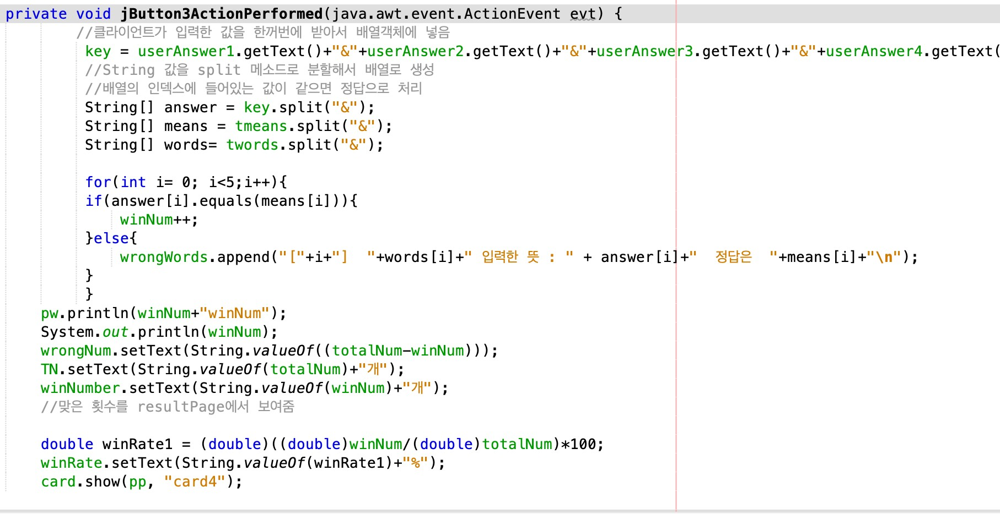 private void jButton3ActionPerformed(java.awt.event.ActionEvent evt) {
//클라이언트가 입력한 값을 한꺼번에 받아서 배열객체에 넣음
key = userAnswer1.getText()+"&"+userAnswer2.getText()+"&"+userAnswer3.getText()+"&"+userAnswer4.getText(
//String 값을 split 메소드로 분할해서 배열로 생성
//배열의 인덱스에 들어있는 값이 같으면 정답으로 처리
String[] answer = key.split("&");
String[] means = tmeans.split("&");
String[] words= twords.split("&");
for(int i= 0; i<5;i++){
if(answer[i].equals(means[i])){
winNum++;
}else{
wrongWords.append("["+i+"]  "+words[i]+" 입력한 뜻 : " + answer[i]+"  정답은  "+means[i]+"\n");
}
}
pw.println(winNum+"winNum");
System.out.println(winNum);
wrongNum.setText(String.valueOf((totalNum-winNum)));
TN.setText(String.valueOf(totalNum)+"개");
winNumber.setText(String.valueOf(winNum)+"개");
//맞은 횟수를 resultPage에서 보여줌
double winRate1 = (double)((double)winNum/(double)totalNum)*100;
winRate.setText(String.valueOf(winRate1)+"%");
card.show(pp, "card4");